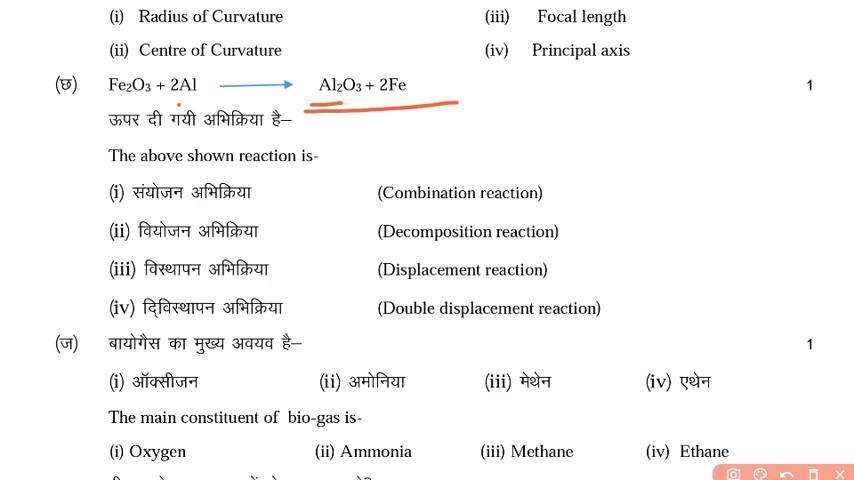 (i) Radius of Curvature (iii) Focal length
(ii) Centre of Curvature (iv) Principal axis
(छ) Fe₂O₃ + 2Al ⟶ Al₂O₃ + 2Fe 1
ऊपर दी गयी अभिक्रिया है–
The above shown reaction is-
(i) संयोजन अभिक्रिया (Combination reaction)
(ii) वियोजन अभिक्रिया (Decomposition reaction)
(iii) विस्थापन अभिक्रिया (Displacement reaction)
(iv) द्विविस्थापन अभिक्रिया (Double displacement reaction)
(ज) बायोगैस का मुख्य अवयव है– 1
(i) ऑक्सीजन (ii) अमोनिया (iii) मेथेन (iv) एथेन
The main constituent of bio-gas is-
(i) Oxygen (ii) Ammonia (iii) Methane (iv) Ethane